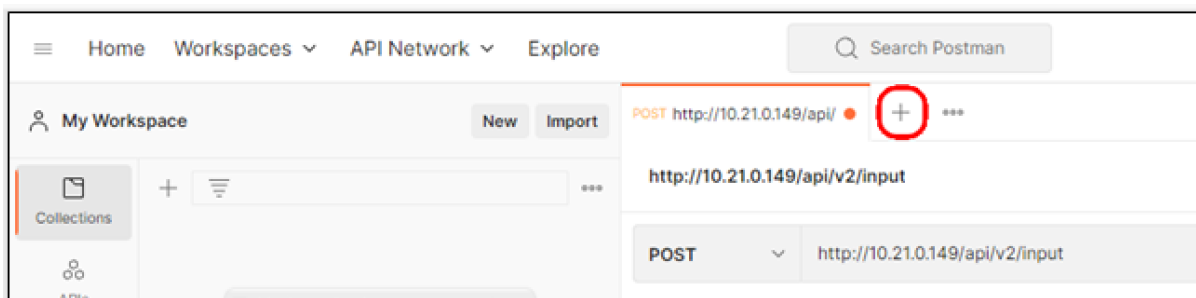 Home Workspaces API Network Explore Search Postman
My Workspace New Import
POST http://10.21.0.149/api/
http://10.21.0.149/api/v2/input
Collections
POST http://10.21.0.149/api/v2/input
APIs